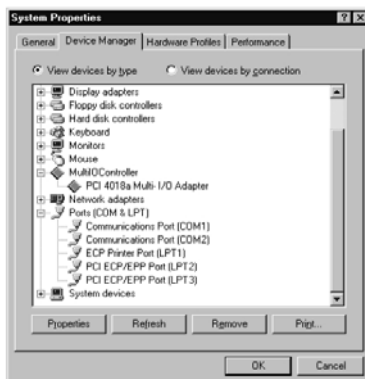 System Properties
General Device Manager Hardware Profiles Performance
View devices by type View devices by connection
Display adapters
Floppy disk controllers
Hard disk controllers
Keyboard
Monitors
Mouse
MultiIOController
PCI 4018a Multi-I/O Adapter
Network adapters
Ports (COM & LPT)
Communications Port (COM1)
Communications Port (COM2)
ECP Printer Port (LPT1)
PCI ECP/EPP Port (LPT2)
PCI ECP/EPP Port (LPT3)
System devices
Properties Refresh Remove Print...
OK Cancel